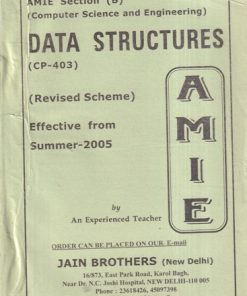 AMIE Section (B)
(Computer Science and Engineering)
DATA STRUCTURES
(CP-403)
(Revised Scheme)
Effective from
Summer-2005
AMIE
by
An Experienced Teacher
ORDER CAN BE PLACED ON OUR E-mail
JAIN BROTHERS (New Delhi)
16/873, East Park Road, Karol Bagh,
Near Dr. N.C. Joshi Hospital, NEW DELHI-110 005
Phone : 23618426, 45097398